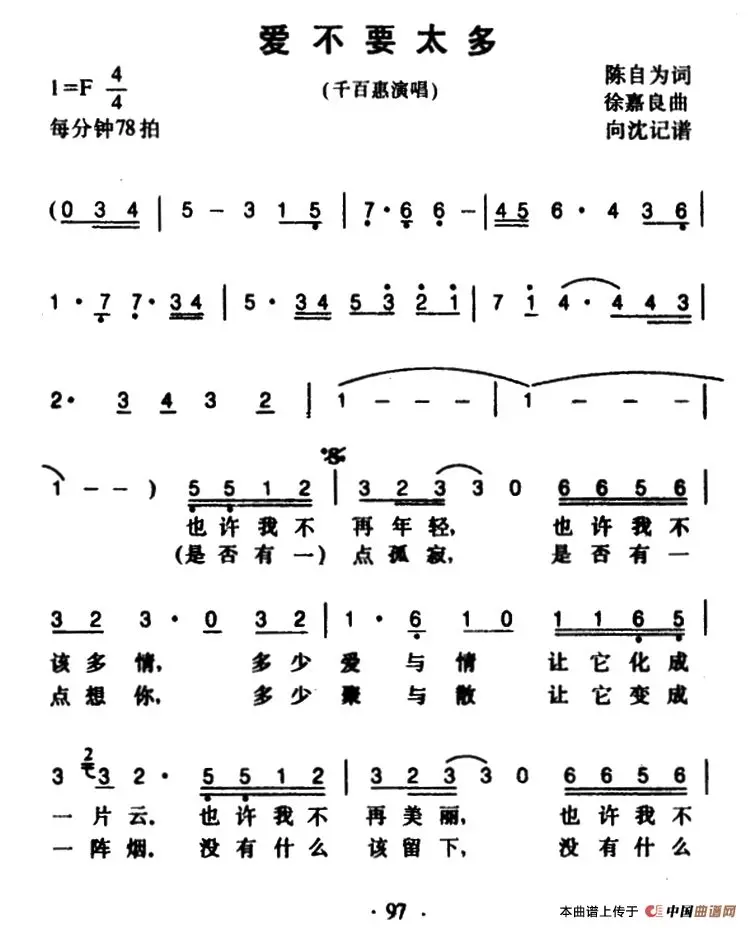 爱不要太多
1=F 4/4
(千百惠演唱)
陈自为词
每分钟78拍
徐嘉良曲
向沈记谱
(0 3 4 | 5 - 3 1 5 | 7 · 6 6 - | 4 5 6 · 4 3 6 |
1 · 7 7 · 3 4 | 5 · 3 4 5 3 2 1 | 7 1 4 · 4 4 3 |
2 · 3 4 3 2 | 1 - - - | 1 - - - |
1 - - ) 5 5 1 2 | 3 2 3 3 0 6 6 5 6 |
也许我不 再年轻, 也许我不
(是否有一) 点孤寂, 是否有一
3 2 3 · 0 3 2 | 1 · 6 1 0 1 1 6 5 |
该多情, 多少 爱与情 让它化成
点想你, 多少 聚与散 让它变成
3 2 3 2 · 5 5 1 2 | 3 2 3 3 0 6 6 5 6
一片云. 也许我不 再美丽, 也许我不
一阵烟. 没有什么 该留下, 没有什么
· 97 ·
本曲谱上传于 中国曲谱网